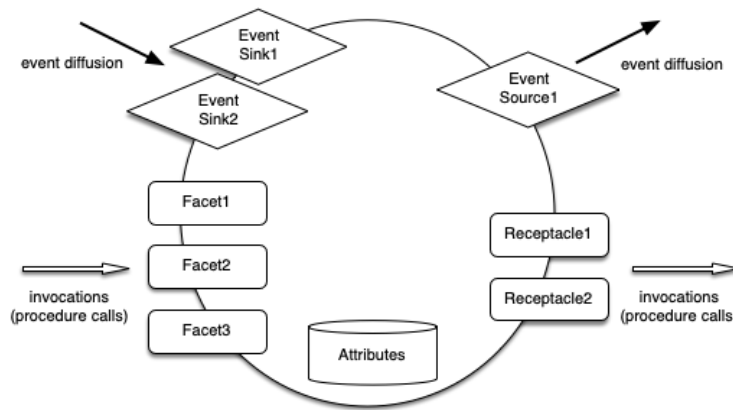 Event
Sink1
event diffusion
Event
Sink2
Event
Source1
event diffusion
Facet1
Facet2
Facet3
invocations
(procedure calls)
Receptacle1
Receptacle2
invocations
(procedure calls)
Attributes